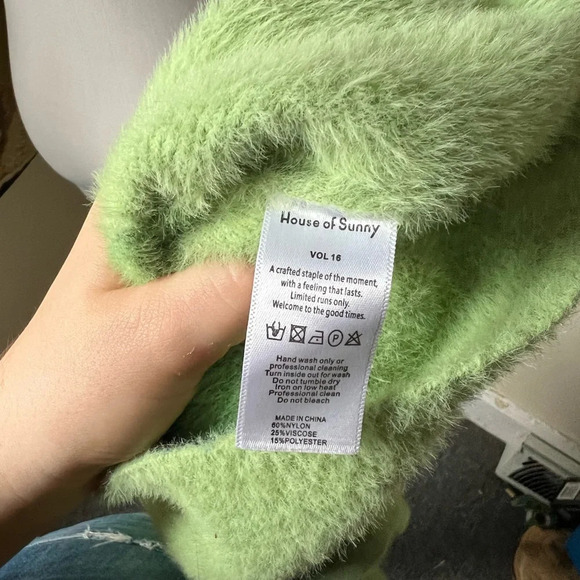 House of Sunny
VOL 16
A crafted staple of the moment,
with a feeling that lasts.
Limited runs only.
Welcome to the good times.
P
Hand wash only or
professional cleaning
Turn inside out for wash
Do not tumble dry
Iron on low heat
Professional clean
Do not bleach
MADE IN CHINA
60%NYLON
25%VISCOSE
15%POLYESTER